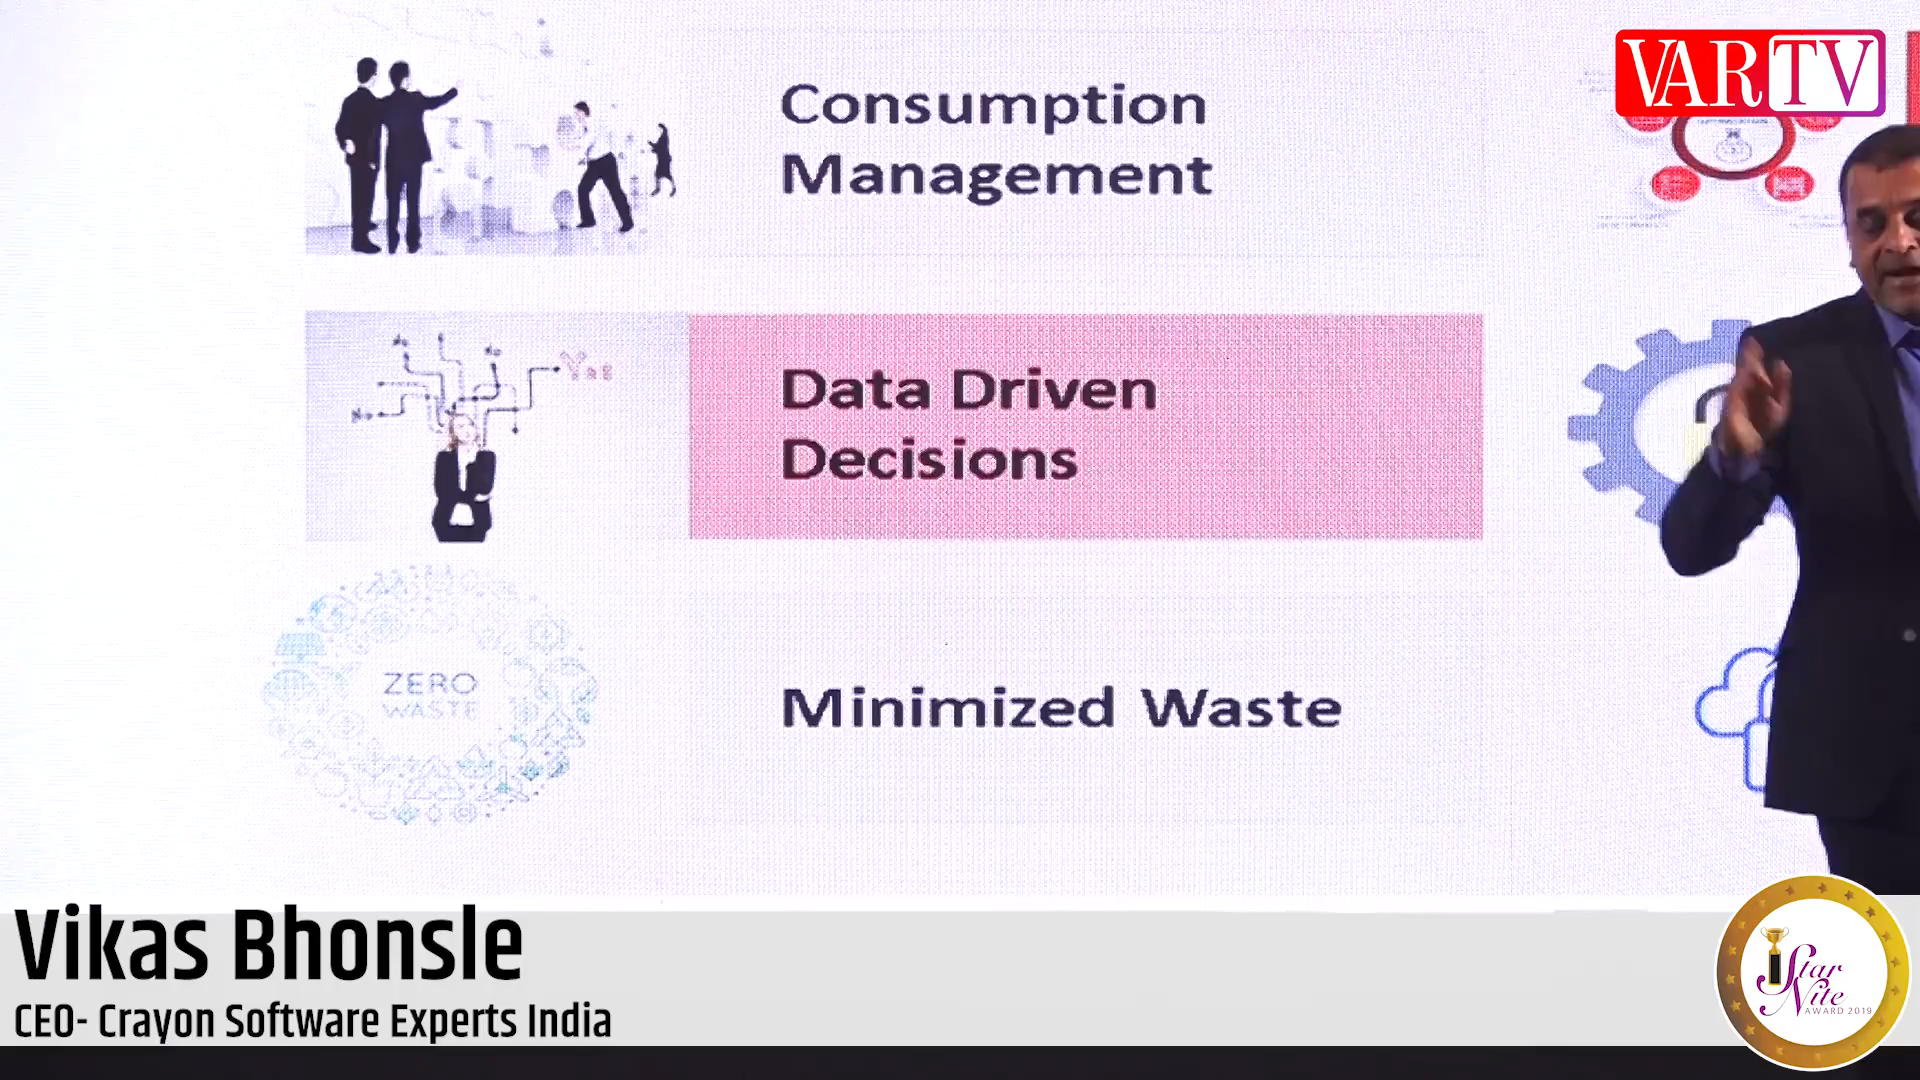 VARTV
Consumption
Management
Data Driven
Decisions
ZERO
WASTE
Minimized Waste
Vikas Bhonsle
CEO- Crayon Software Experts India
Star
Nite
AWARD 2019